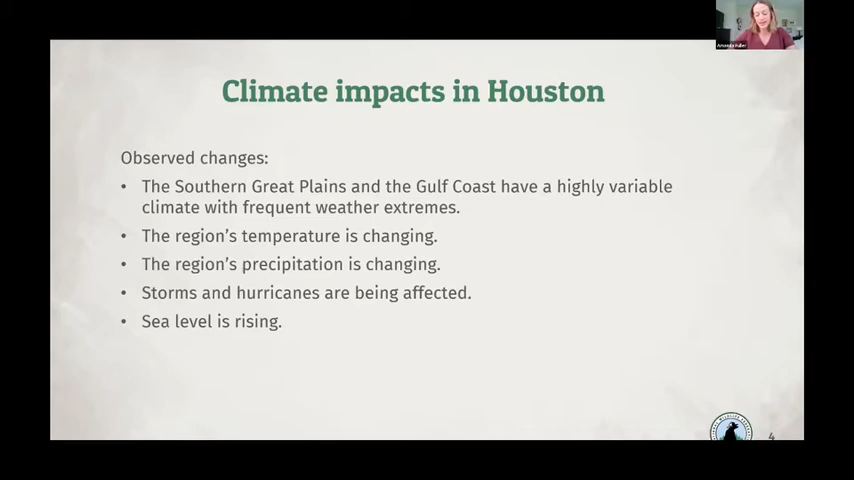 Amanda Fuller
Climate impacts in Houston
Observed changes:
• The Southern Great Plains and the Gulf Coast have a highly variable
climate with frequent weather extremes.
• The region’s temperature is changing.
• The region’s precipitation is changing.
• Storms and hurricanes are being affected.
• Sea level is rising.
4